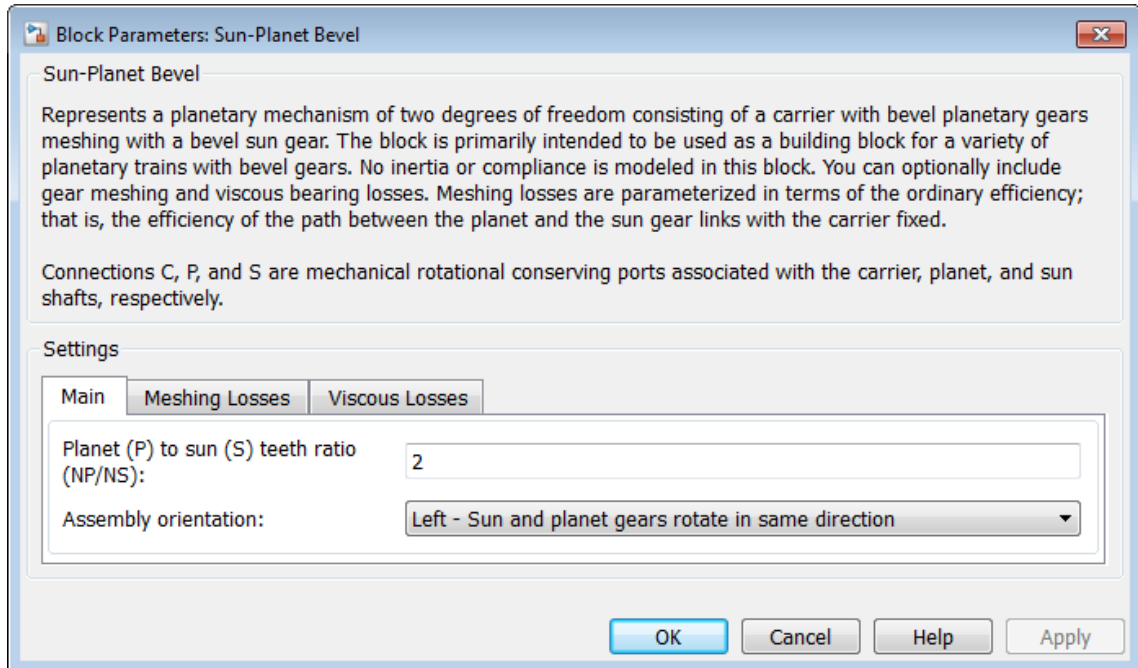 Block Parameters: Sun-Planet Bevel
Sun-Planet Bevel
Represents a planetary mechanism of two degrees of freedom consisting of a carrier with bevel planetary gears
meshing with a bevel sun gear. The block is primarily intended to be used as a building block for a variety of
planetary trains with bevel gears. No inertia or compliance is modeled in this block. You can optionally include
gear meshing and viscous bearing losses. Meshing losses are parameterized in terms of the ordinary efficiency;
that is, the efficiency of the path between the planet and the sun gear links with the carrier fixed.
Connections C, P, and S are mechanical rotational conserving ports associated with the carrier, planet, and sun
shafts, respectively.
Settings
Main Meshing Losses Viscous Losses
Planet (P) to sun (S) teeth ratio
(NP/NS):
2
Assembly orientation: Left - Sun and planet gears rotate in same direction
OK Cancel Help Apply